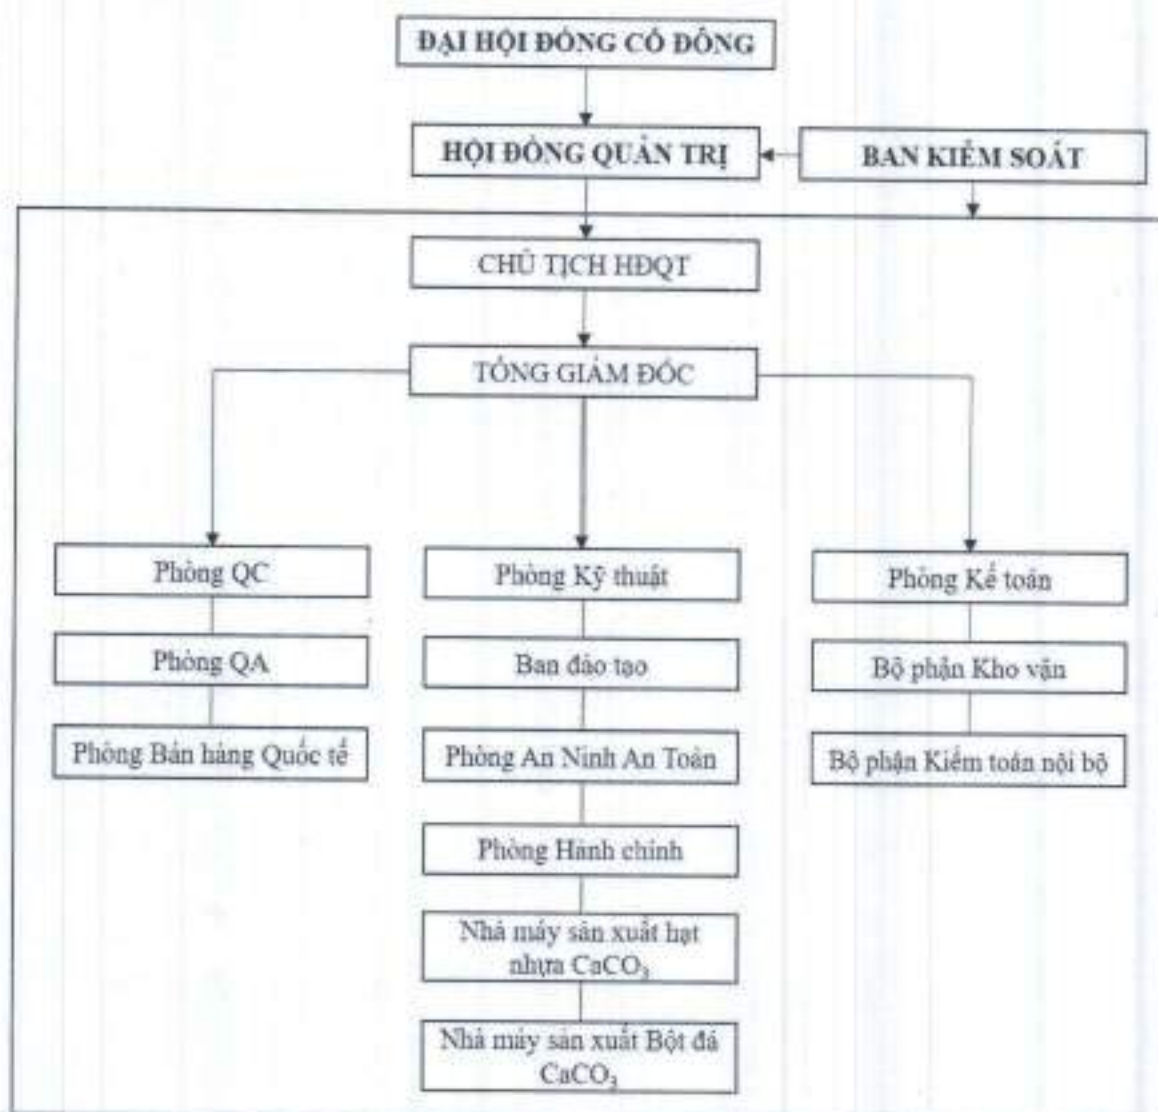 ĐẠI HỘI ĐỒNG CỔ ĐÔNG
HỘI ĐỒNG QUẢN TRỊ
BAN KIỂM SOÁT
CHỦ TỊCH HĐQT
TỔNG GIÁM ĐỐC
Phòng QC
Phòng QA
Phòng Bán hàng Quốc tế
Phòng Kỹ thuật
Ban đào tạo
Phòng An Ninh An Toàn
Phòng Hành chính
Nhà máy sản xuất hạt
nhựa CaCO₃
Nhà máy sản xuất Bột đá
CaCO₃
Phòng Kế toán
Bộ phận Kho vận
Bộ phận Kiểm toán nội bộ